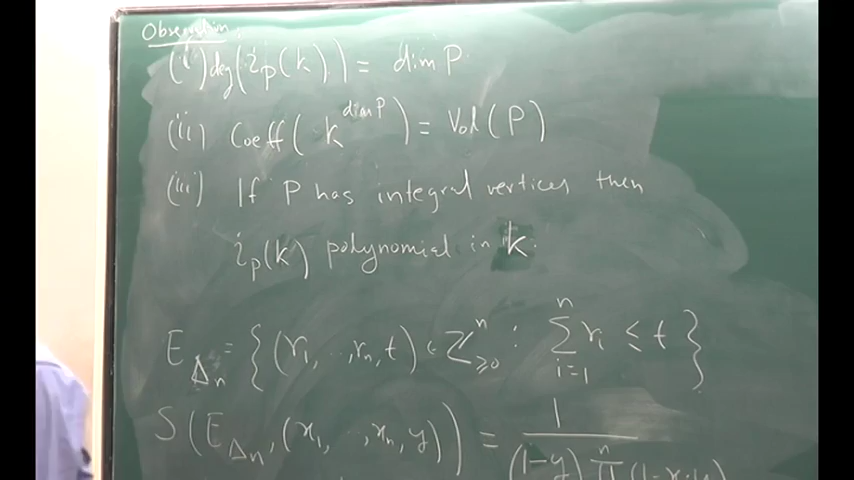 Observation
(i) deg(i_p(k)) = dim P.
(ii) Coeff(k^{dim P}) = Vol(P)
(iii) If P has integral vertices then
i_p(k) polynomial in k.
E_{Δ_n} = {(r_1, .., r_n, t) ∈ Z^n_{≥0} : ∑_{i=1}^{n} r_i ≤ t}
S(E_{Δ_n}, (x_1, .., x_n, y)) = 1 / (1-y) ∏^n (1-x_i y)